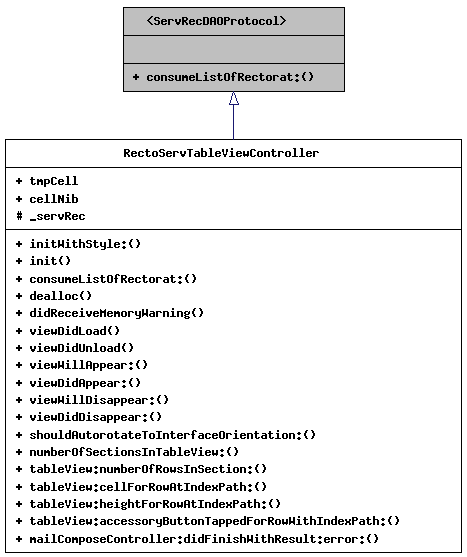 <ServRecDAOProtocol>
+ consumeListOfRectorat:()
RectoServTableViewController
+ tmpCell
+ cellNib
# _servRec
+ initWithStyle:()
+ init()
+ consumeListOfRectorat:()
+ dealloc()
+ didReceiveMemoryWarning()
+ viewDidLoad()
+ viewDidUnload()
+ viewWillAppear:()
+ viewDidAppear:()
+ viewWillDisappear:()
+ viewDidDisappear:()
+ shouldAutorotateToInterfaceOrientation:()
+ numberOfSectionsInTableView:()
+ tableView:numberOfRowsInSection:()
+ tableView:cellForRowAtIndexPath:()
+ tableView:heightForRowAtIndexPath:()
+ tableView:accessoryButtonTappedForRowWithIndexPath:()
+ mailComposeController:didFinishWithResult:error:()